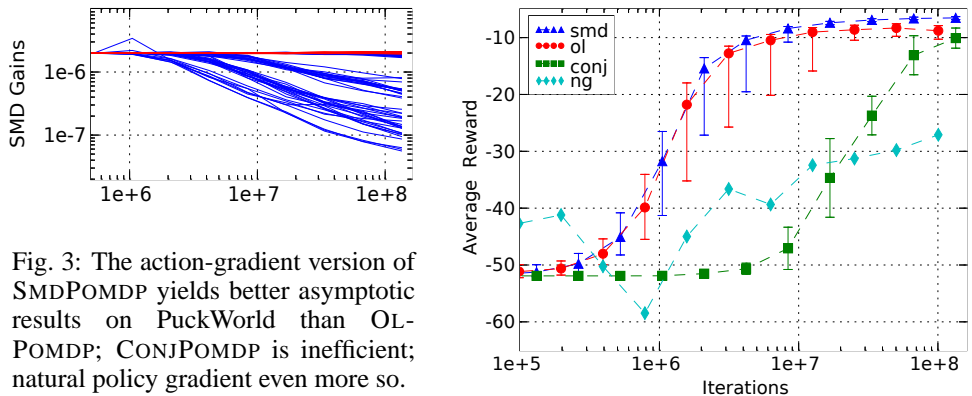 SMD Gains
1e-6
1e-7
1e+6
1e+7
1e+8
Fig. 3: The action-gradient version of
SMDPOMDP yields better asymptotic
results on PuckWorld than OL-
POMDP; CONJPOMDP is inefficient;
natural policy gradient even more so.
smd
ol
conj
ng
Average Reward
-10
-20
-30
-40
-50
-60
1e+5
1e+6
1e+7
1e+8
Iterations